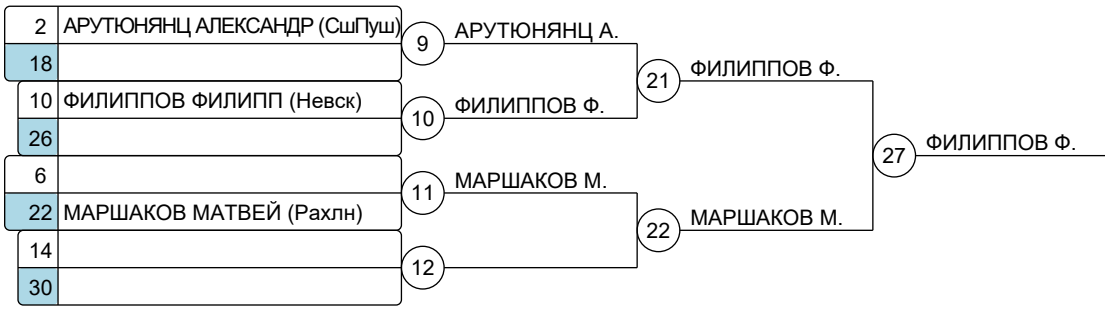 2 АРУТЮНЯНЦ АЛЕКСАНДР (СшПуш)
9 АРУТЮНЯНЦ А.
18
21 ФИЛИППОВ Ф.
10 ФИЛИППОВ ФИЛИПП (Невск)
10 ФИЛИППОВ Ф.
26
27 ФИЛИППОВ Ф.
6
11 МАРШАКОВ М.
22 МАРШАКОВ МАТВЕЙ (Рахлн)
22 МАРШАКОВ М.
14
12
30